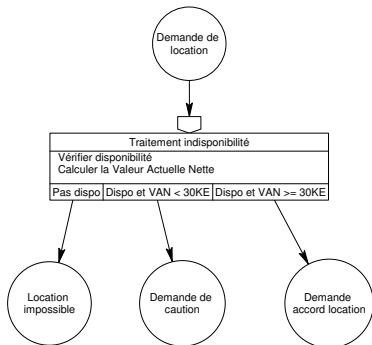 Demande de
location
Traitement indisponibilité
Vérifier disponibilité
Calculer la Valeur Actuelle Nette
Pas dispo Dispo et VAN < 30KE Dispo et VAN >= 30KE
Location
impossible
Demande de
caution
Demande
accord location